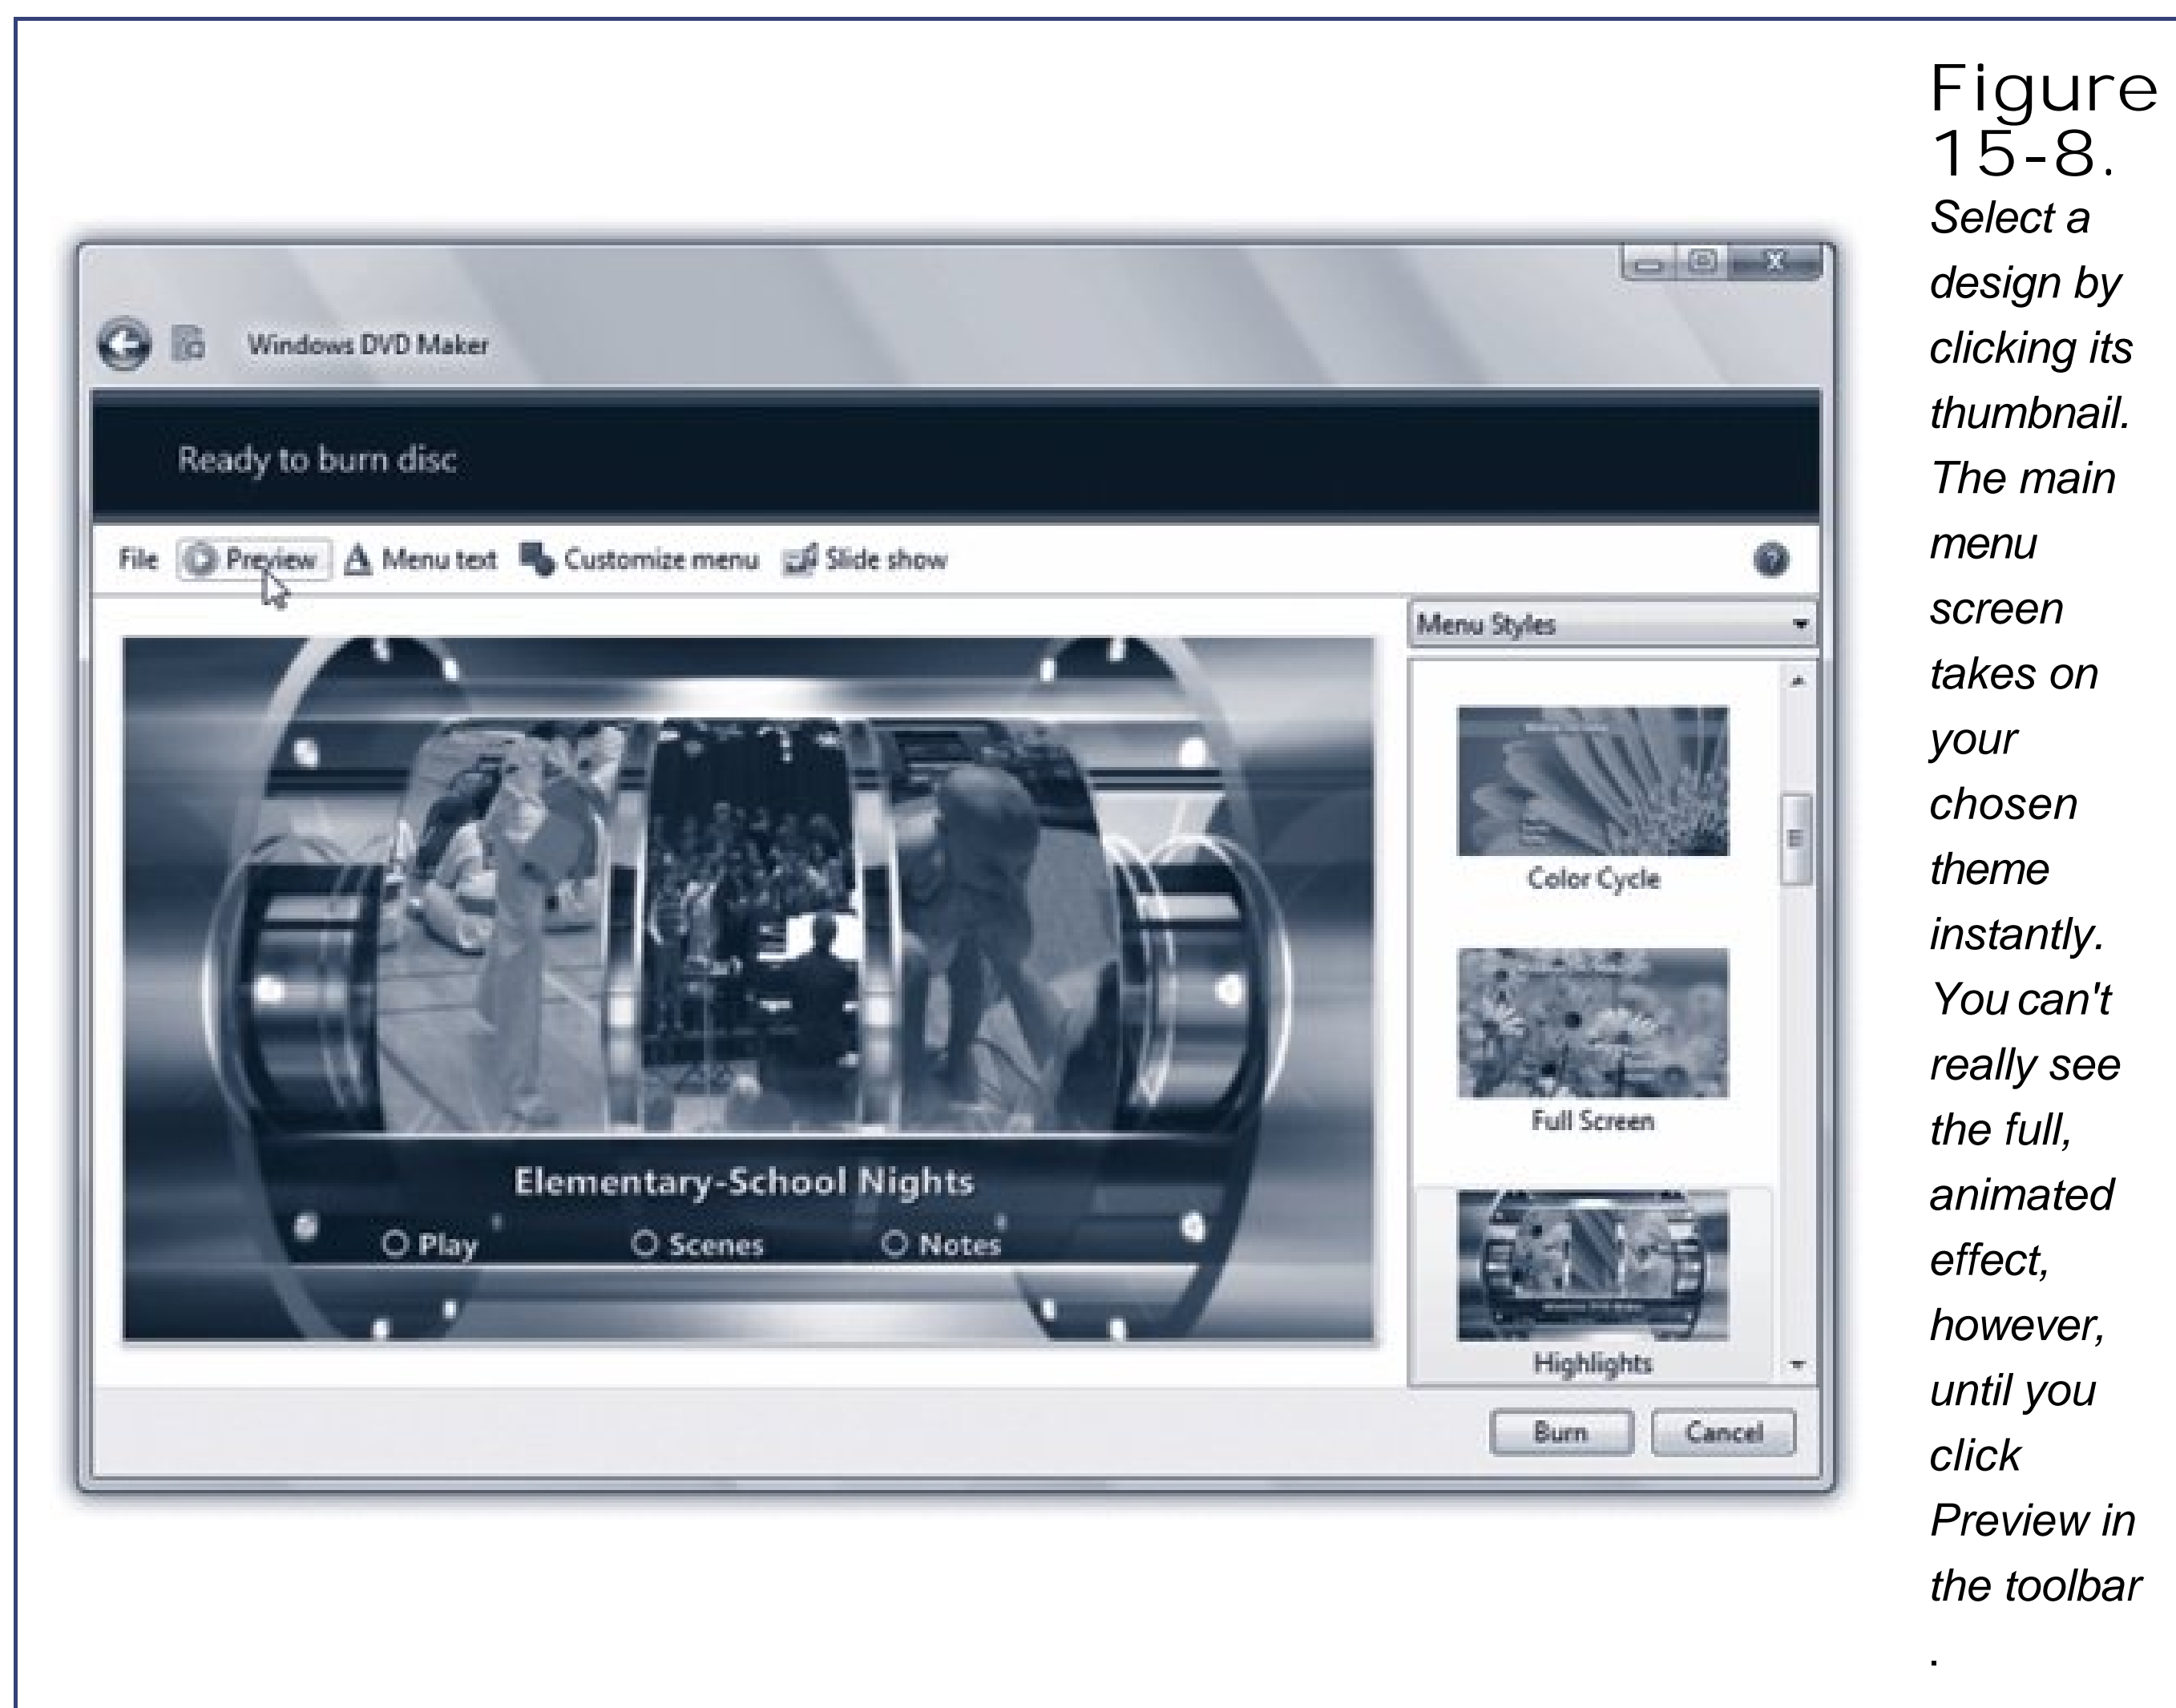 Figure
15-8.
Select a
design by
clicking its
thumbnail.
The main
menu
screen
takes on
your
chosen
theme
instantly.
You can't
really see
the full,
animated
effect,
however,
until you
click
Preview in
the toolbar
.
Windows DVD Maker
Ready to burn disc
File Preview Menu text Customize menu Slide show
Menu Styles
Color Cycle
Full Screen
Highlights
Elementary-School Nights
Play Scenes Notes
Burn Cancel